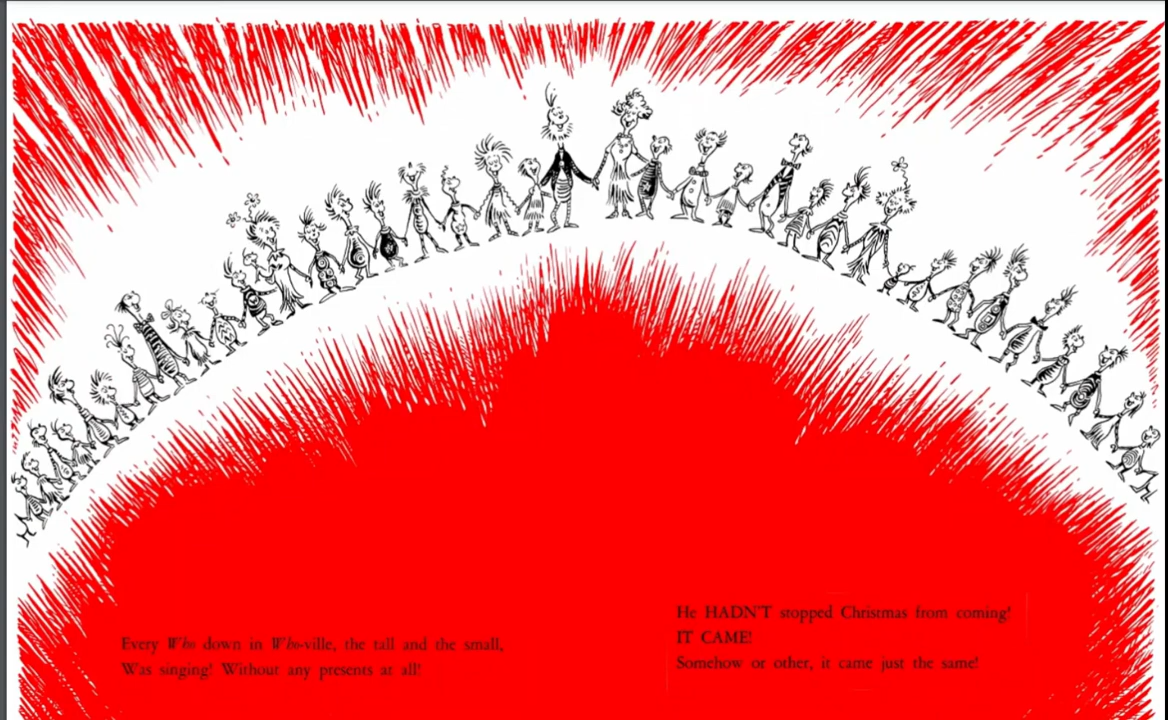 Every Who down in Who-ville, the tall and the small,
Was singing! Without any presents at all!
He HADN'T stopped Christmas from coming!
IT CAME!
Somehow or other, it came just the same!